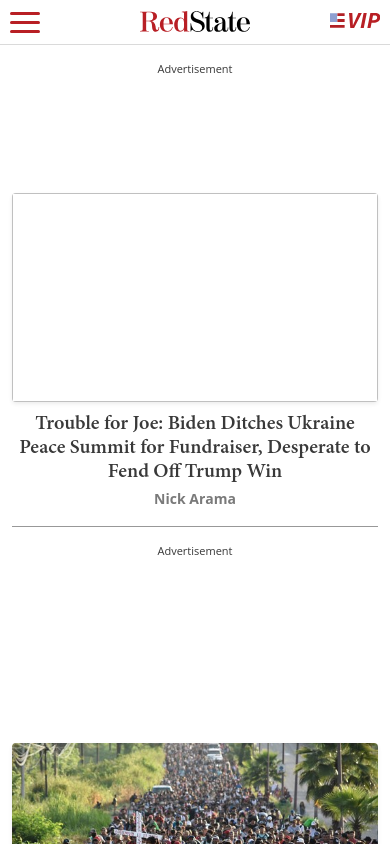 RedState
VIP
Advertisement
Trouble for Joe: Biden Ditches Ukraine
Peace Summit for Fundraiser, Desperate to
Fend Off Trump Win
Nick Arama
Advertisement